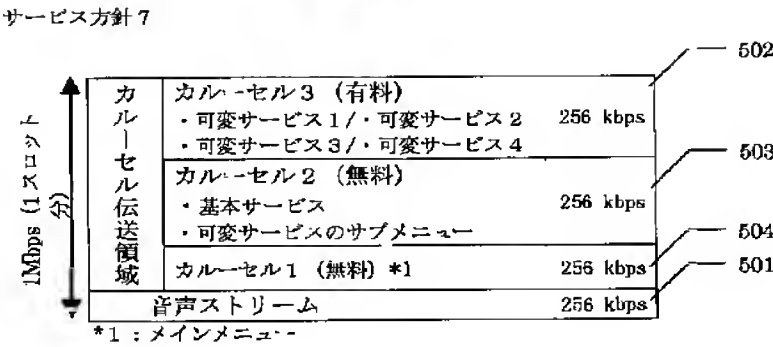 サービス方針7
カルーセル3 (有料)
・可変サービス1/・可変サービス2 256 kbps
・可変サービス3/・可変サービス4
502
カルーセル2 (無料)
・基本サービス 256 kbps
・可変サービスのサブメニュー
503
カルーセル1 (無料) *1 256 kbps
504
音声ストリーム 256 kbps
501
カルーセル伝送領域
1Mbps (1スロット分)
*1:メインメニュー